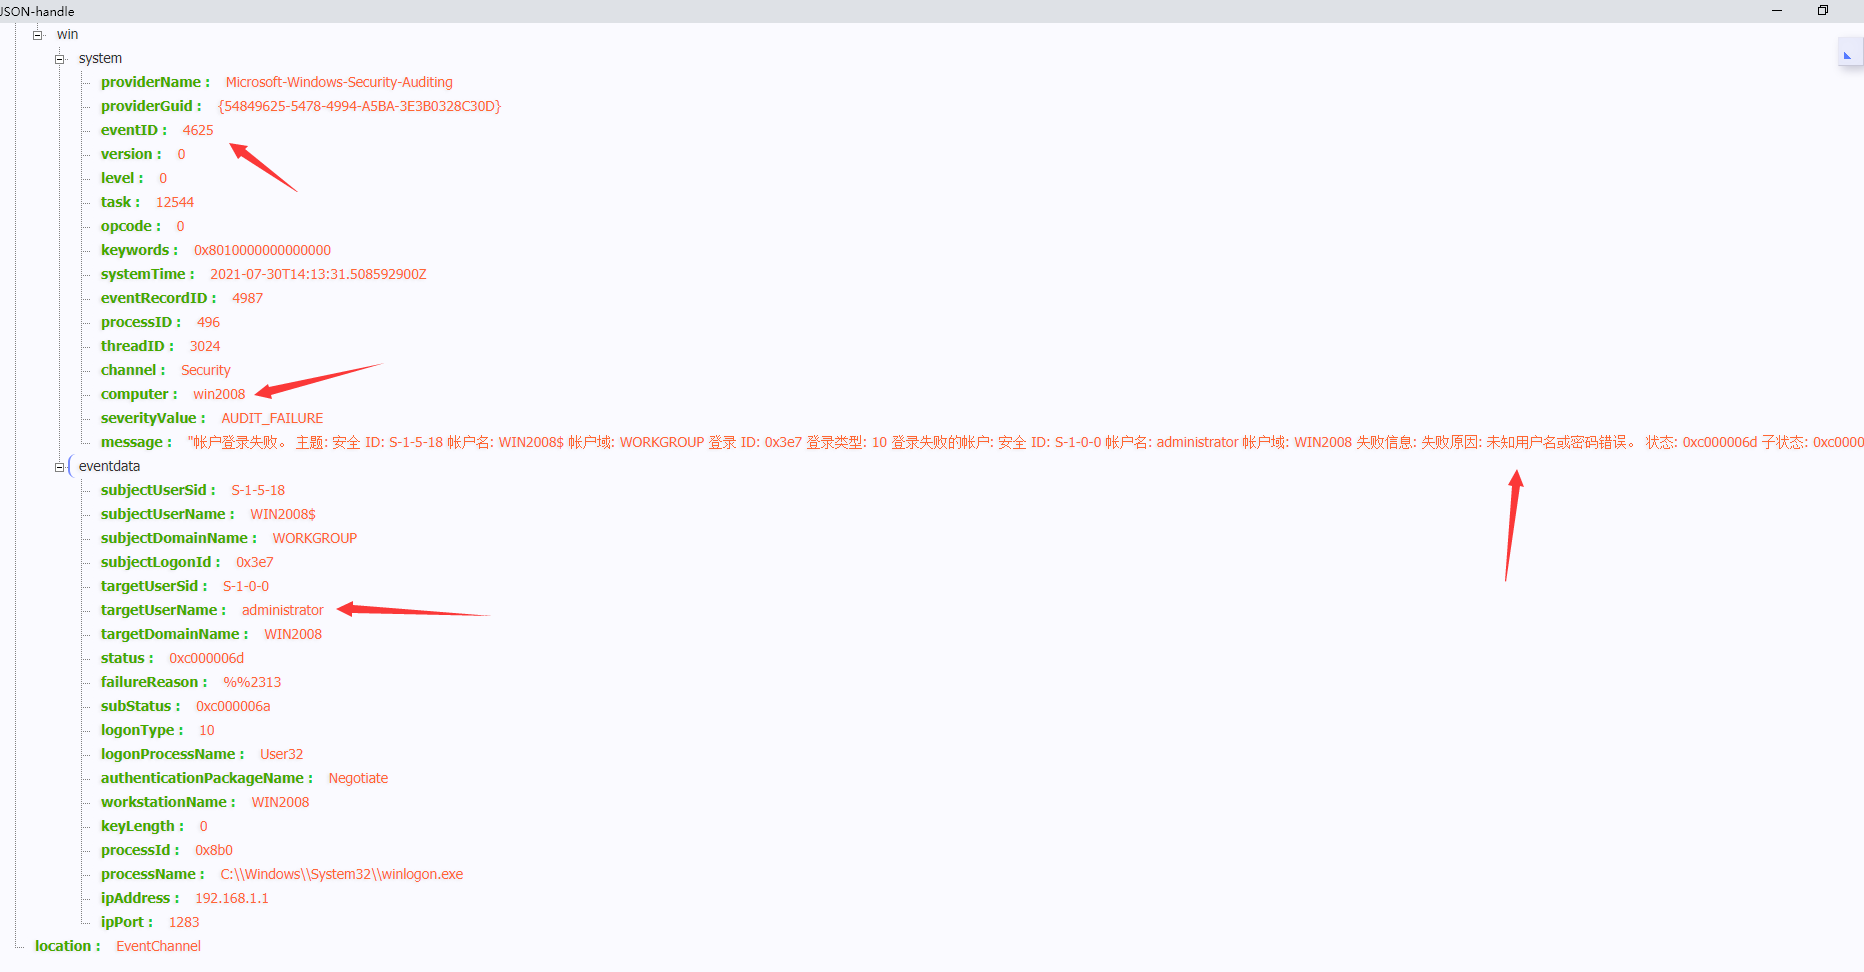 JSON-handle
win
system
providerName : Microsoft-Windows-Security-Auditing
providerGuid : {54849625-5478-4994-A5BA-3E3B0328C30D}
eventID : 4625
version : 0
level : 0
task : 12544
opcode : 0
keywords : 0x8010000000000000
systemTime : 2021-07-30T14:13:31.508592900Z
eventRecordID : 4987
processID : 496
threadID : 3024
channel : Security
computer : win2008
severityValue : AUDIT_FAILURE
message : "帐户登录失败。 主题: 安全 ID: S-1-5-18 帐户名: WIN2008$ 帐户域: WORKGROUP 登录 ID: 0x3e7 登录类型: 10 登录失败的帐户: 安全 ID: S-1-0-0 帐户名: administrator 帐户域: WIN2008 失败信息: 失败原因: 未知用户名或密码错误。 状态: 0xc000006d 子状态: 0xc0000
eventdata
subjectUserSid : S-1-5-18
subjectUserName : WIN2008$
subjectDomainName : WORKGROUP
subjectLogonId : 0x3e7
targetUserSid : S-1-0-0
targetUserName : administrator
targetDomainName : WIN2008
status : 0xc000006d
failureReason : %%2313
subStatus : 0xc000006a
logonType : 10
logonProcessName : User32
authenticationPackageName : Negotiate
workstationName : WIN2008
keyLength : 0
processId : 0x8b0
processName : C:\\Windows\\System32\\winlogon.exe
ipAddress : 192.168.1.1
ipPort : 1283
location : EventChannel